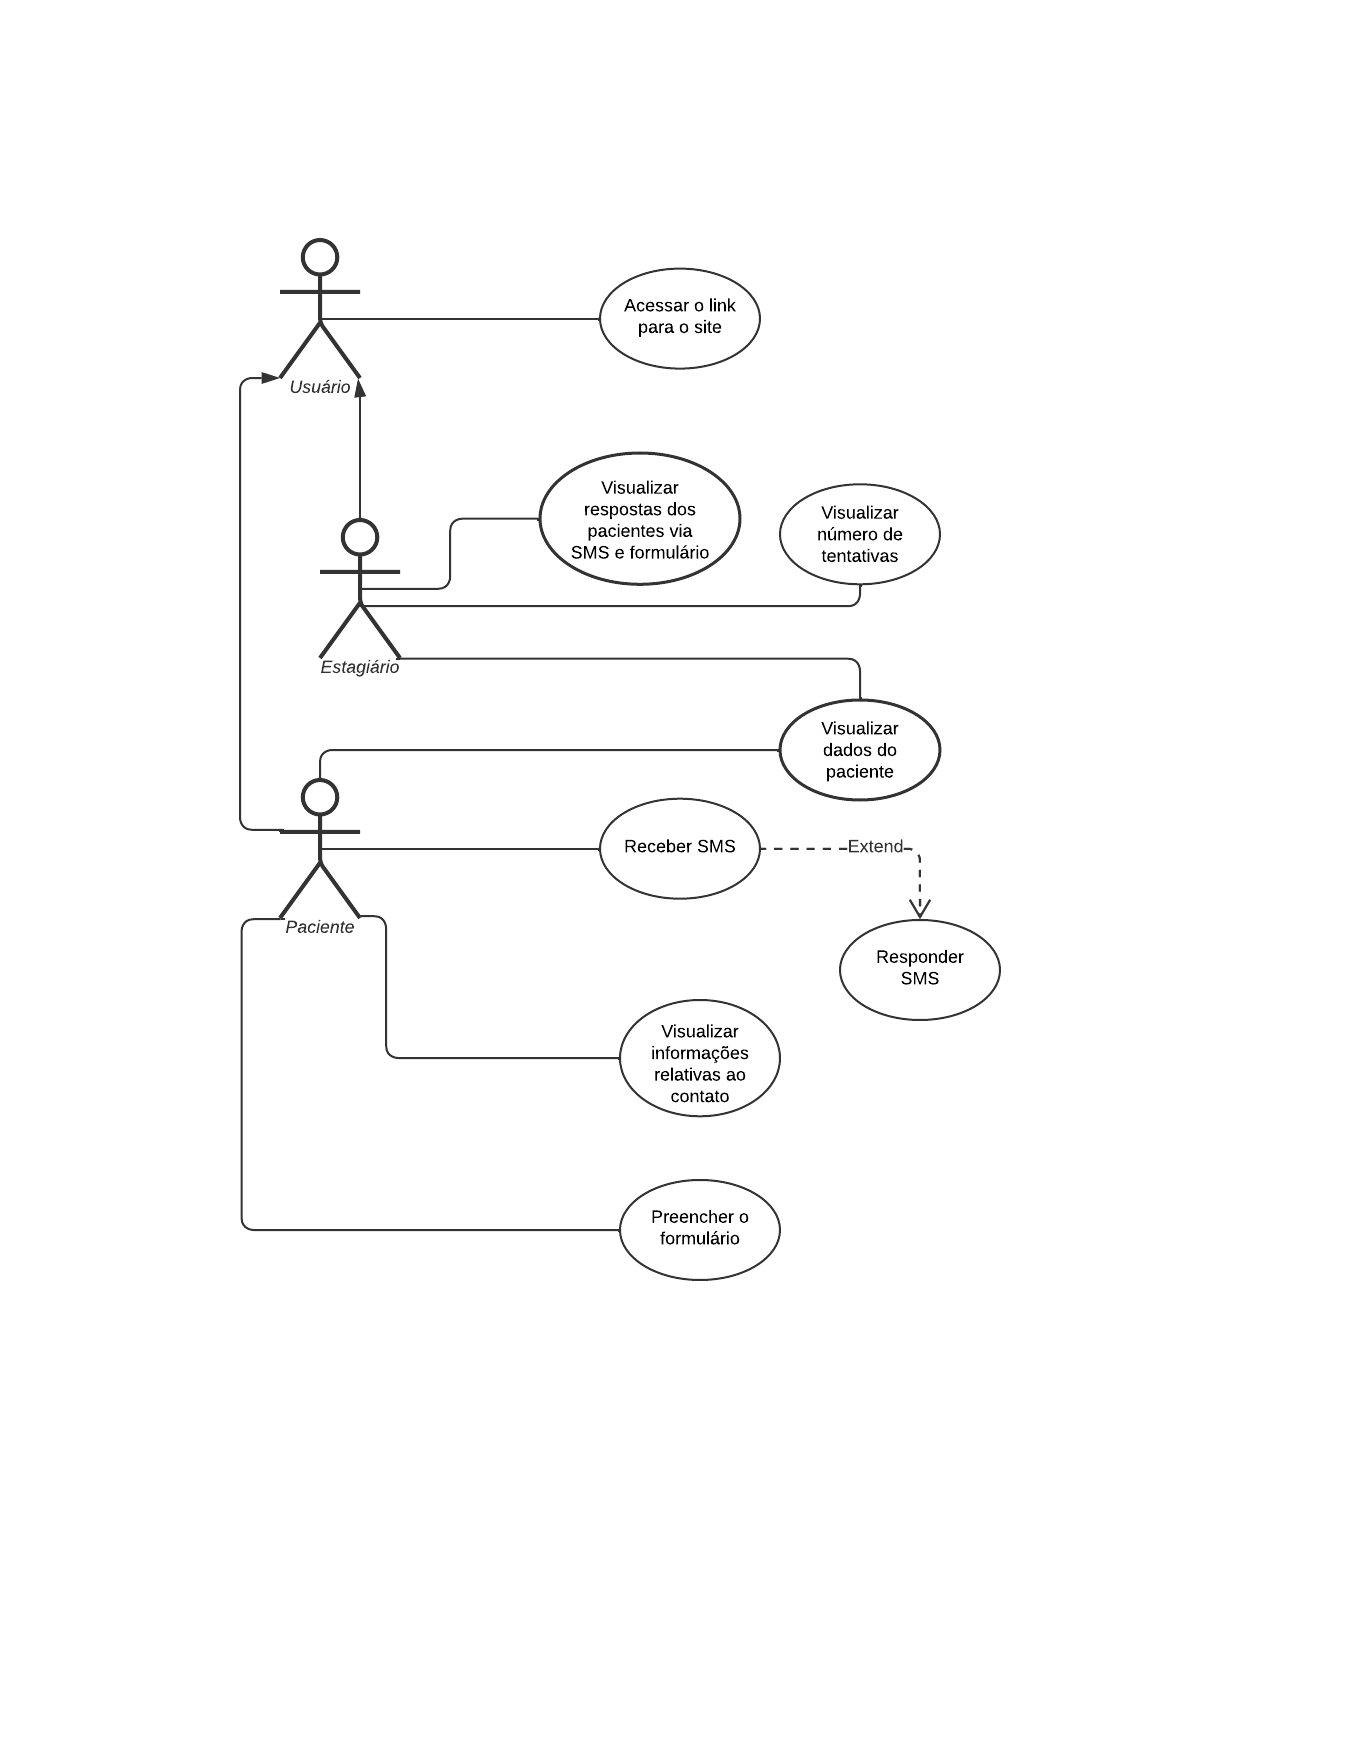 Acessar o link
para o site
Usuário
Visualizar
respostas dos
pacientes via
SMS e formulário
Visualizar
número de
tentativas
Estagiário
Visualizar
dados do
paciente
Receber SMS
Extend
Paciente
Responder
SMS
Visualizar
informações
relativas ao
contato
Preencher o
formulário